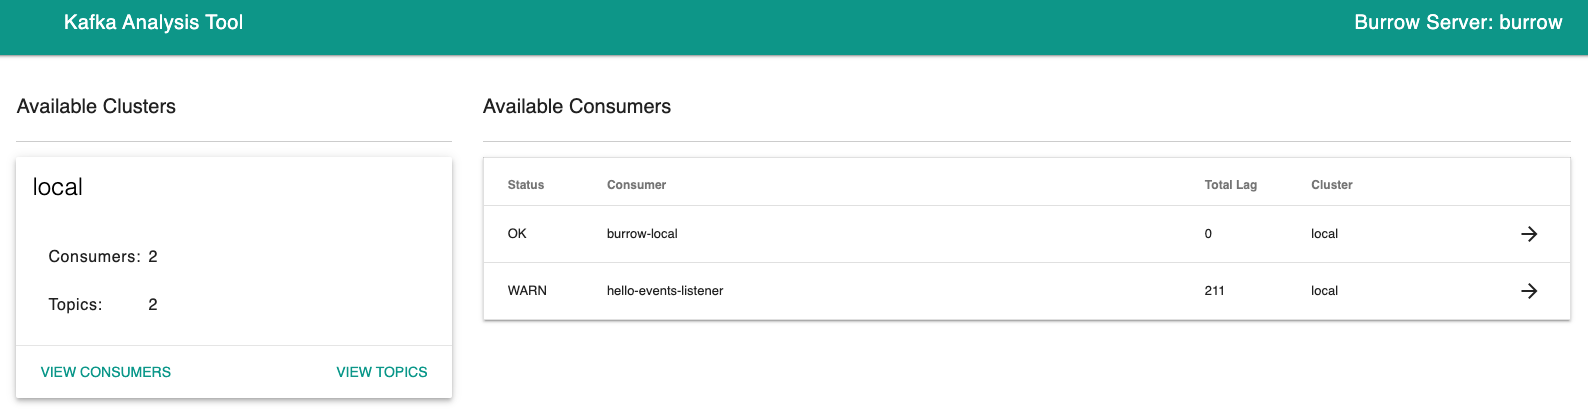 Kafka Analysis Tool
Burrow Server: burrow
Available Clusters
local
Consumers: 2
Topics: 2
VIEW CONSUMERS VIEW TOPICS
Available Consumers
Status Consumer Total Lag Cluster
OK burrow-local 0 local
WARN hello-events-listener 211 local